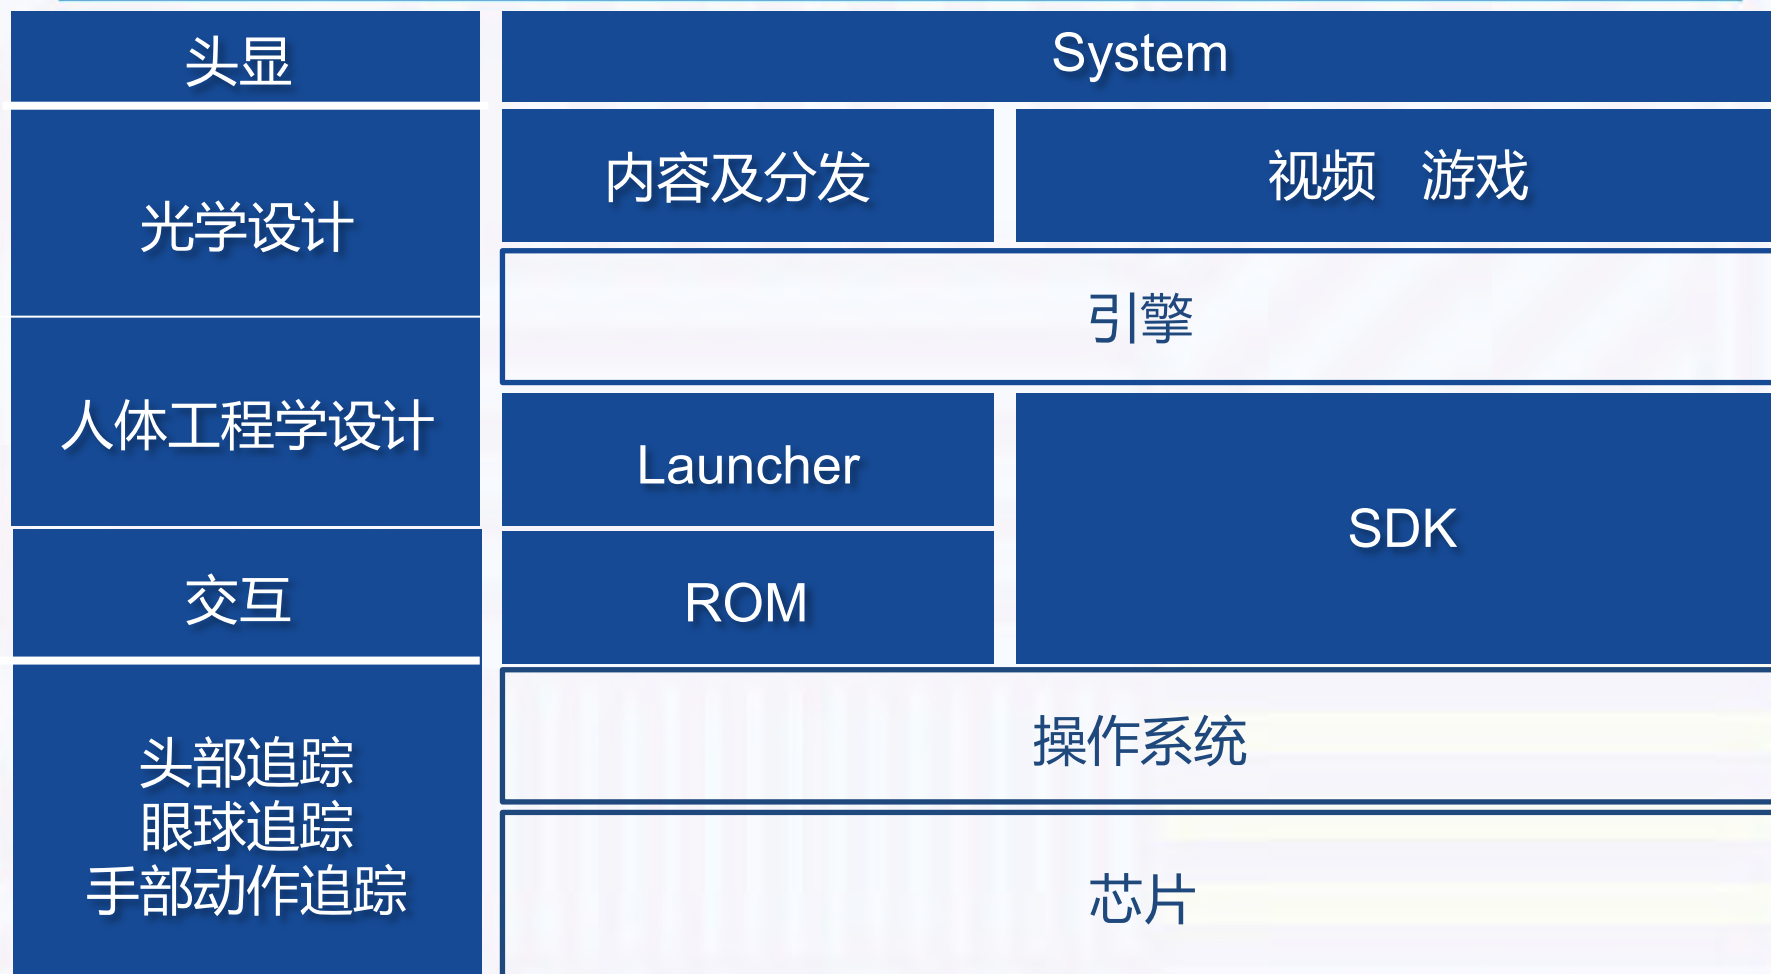 头显
光学设计
人体工程学设计
交互
头部追踪
眼球追踪
手部动作追踪
System
内容及分发
视频 游戏
引擎
Launcher
ROM
SDK
操作系统
芯片